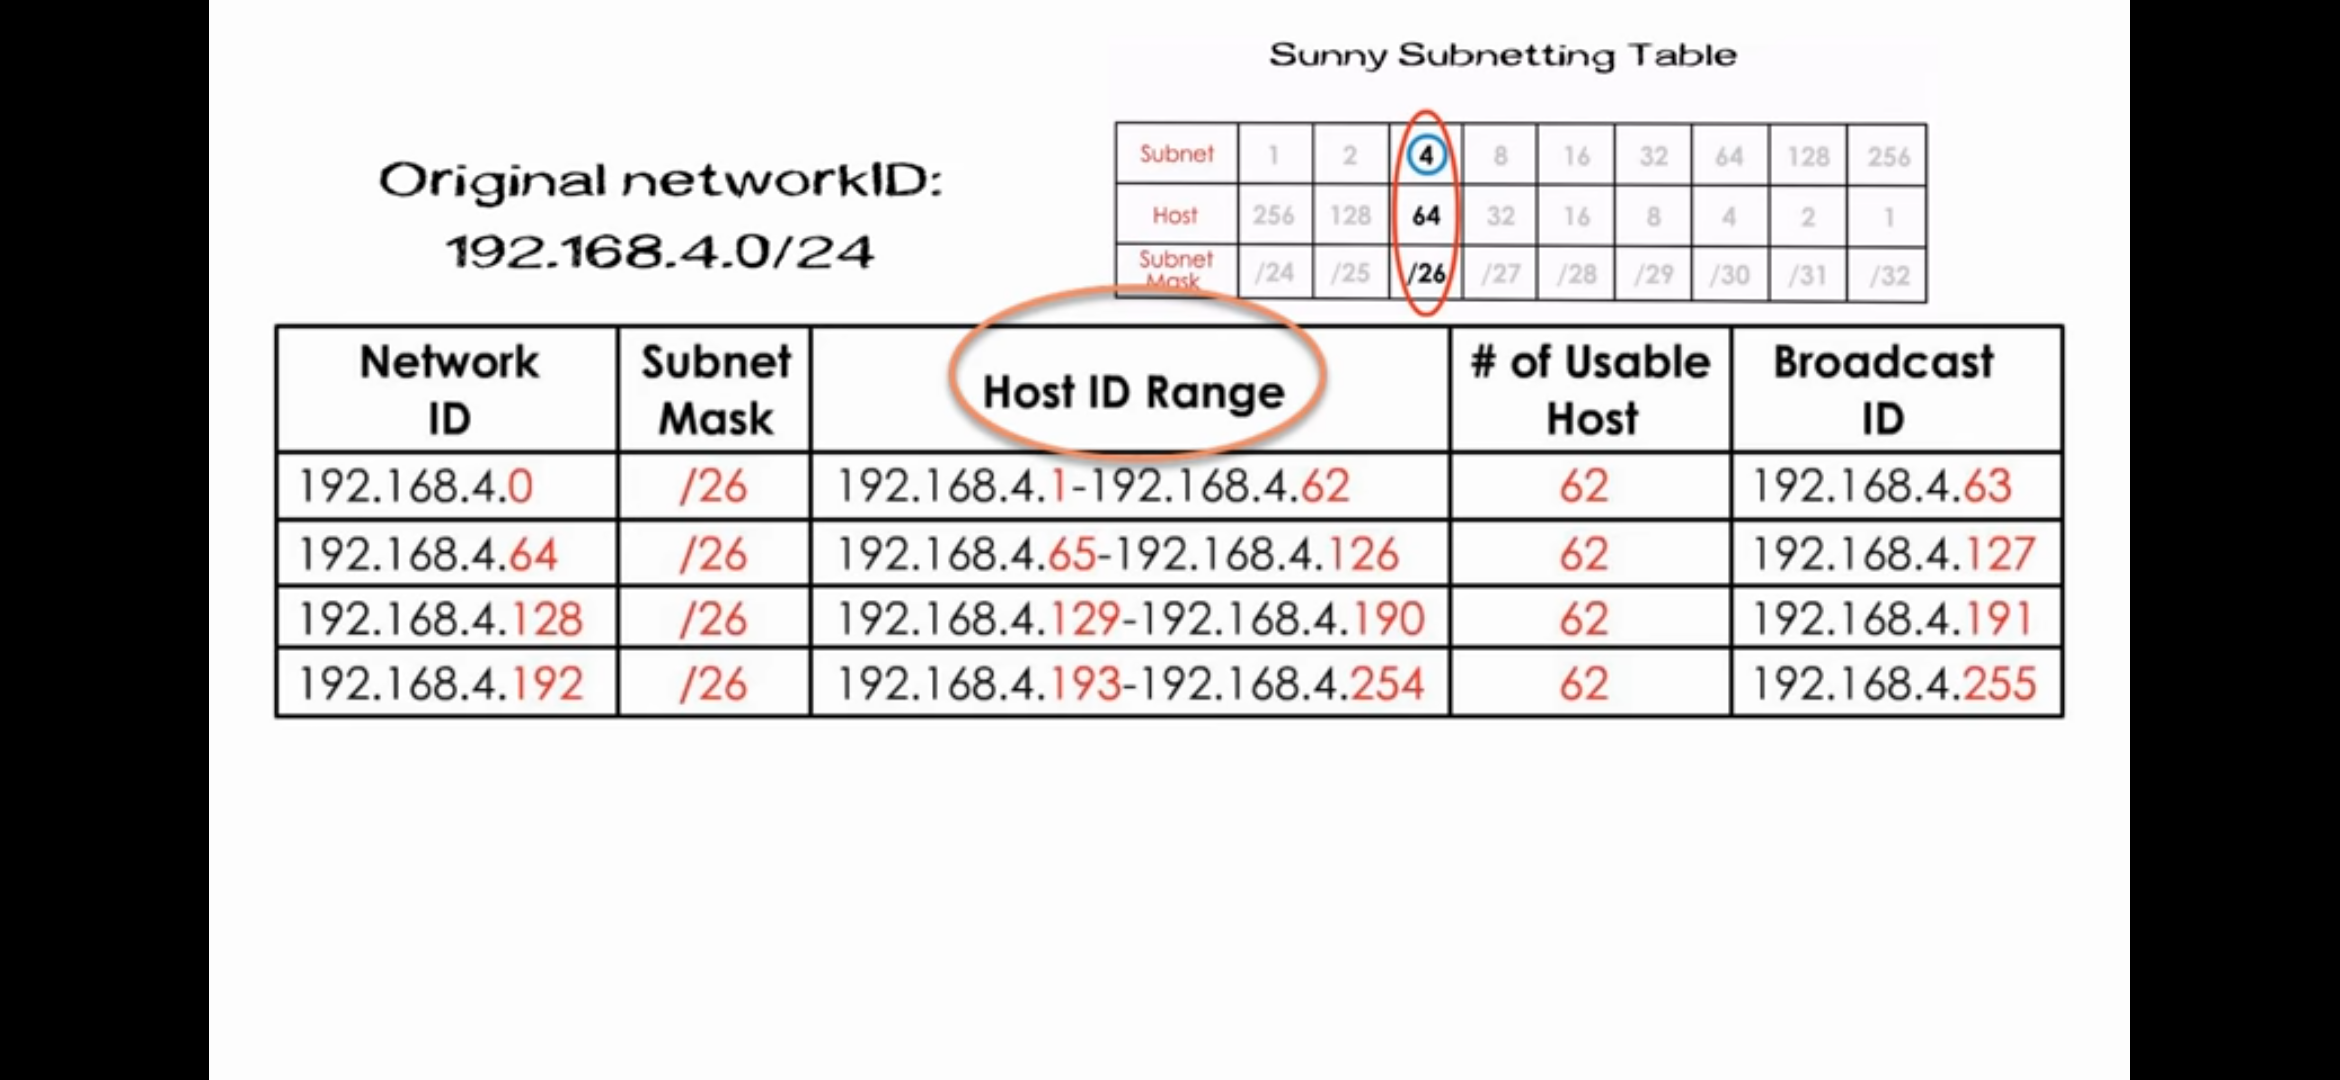 Sunny Subnetting Table
Original networkID:
192.168.4.0/24
Subnet 1 2 4 8 16 32 64 128 256
Host 256 128 64 32 16 8 4 2 1
Subnet Mask /24 /25 /26 /27 /28 /29 /30 /31 /32
Network ID Subnet Mask Host ID Range # of Usable Host Broadcast ID
192.168.4.0 /26 192.168.4.1-192.168.4.62 62 192.168.4.63
192.168.4.64 /26 192.168.4.65-192.168.4.126 62 192.168.4.127
192.168.4.128 /26 192.168.4.129-192.168.4.190 62 192.168.4.191
192.168.4.192 /26 192.168.4.193-192.168.4.254 62 192.168.4.255